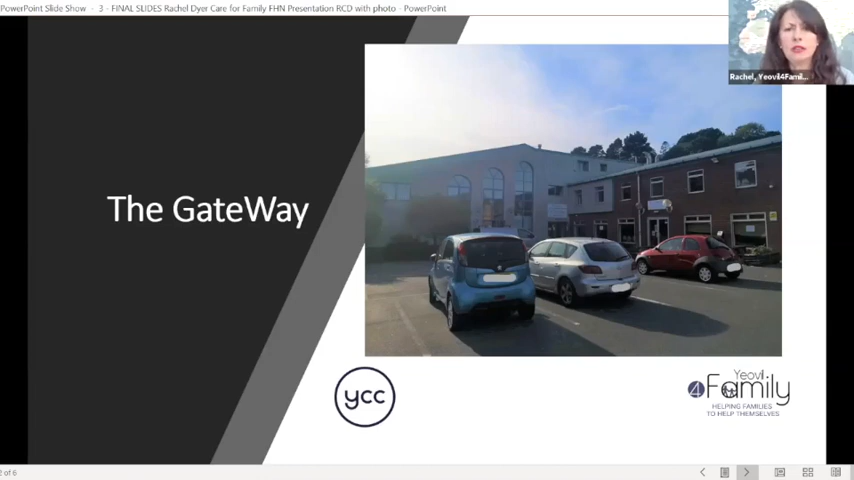 PowerPoint Slide Show - 3 - FINAL SLIDES Rachel Dyer Care for Family FHN Presentation RCD with photo - PowerPoint
Rachel, Yeovil4Famil...
The GateWay
ycc
Yeovil
4Family
HELPING FAMILIES
TO HELP THEMSELVES
of 6